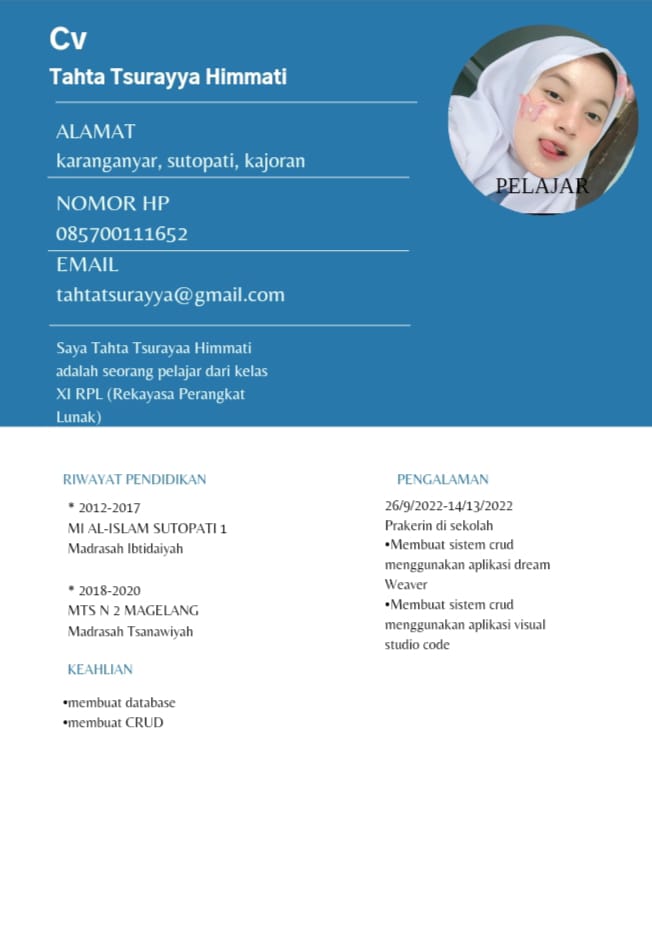 Cv
Tahta Tsurayya Himmati
ALAMAT
karanganyar, sutopati, kajoran
NOMOR HP
085700111652
EMAIL
tahtatsurayya@gmail.com
Saya Tahta Tsurayaa Himmati
adalah seorang pelajar dari kelas
XI RPL (Rekayasa Perangkat
Lunak)
PELAJAR
RIWAYAT PENDIDIKAN
* 2012-2017
MI AL-ISLAM SUTOPATI 1
Madrasah Ibtidaiyah
* 2018-2020
MTS N 2 MAGELANG
Madrasah Tsanawiyah
KEAHLIAN
•membuat database
•membuat CRUD
PENGALAMAN
26/9/2022-14/13/2022
Prakerin di sekolah
•Membuat sistem crud
menggunakan aplikasi dream
Weaver
•Membuat sistem crud
menggunakan aplikasi visual
studio code